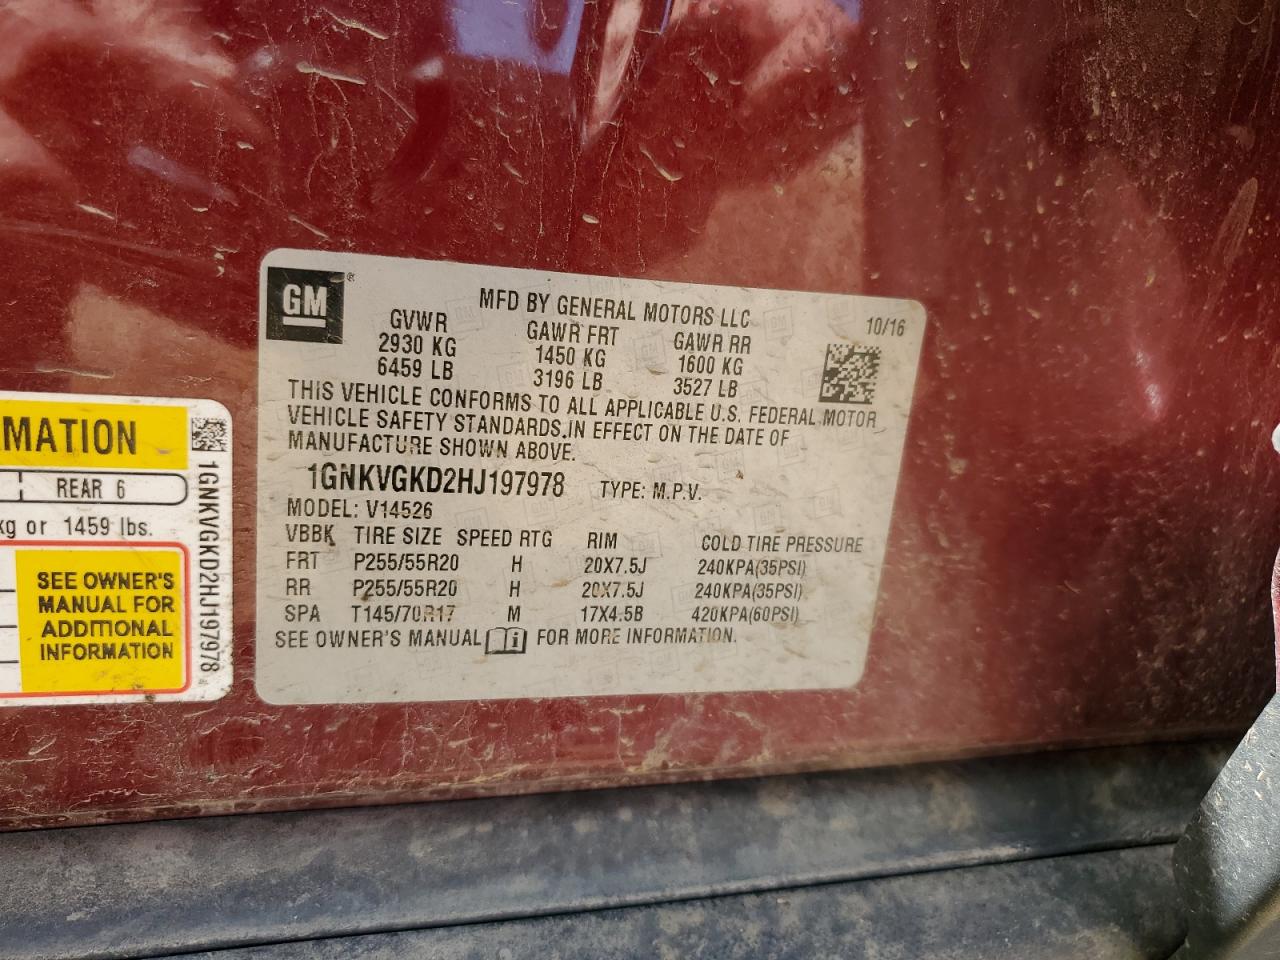 GM ®
MFD BY GENERAL MOTORS LLC
10/16
GVWR GAWR FRT GAWR RR
2930 KG 1450 KG 1600 KG
6459 LB 3196 LB 3527 LB
THIS VEHICLE CONFORMS TO ALL APPLICABLE U.S. FEDERAL MOTOR
VEHICLE SAFETY STANDARDS IN EFFECT ON THE DATE OF
MANUFACTURE SHOWN ABOVE.
1GNKVGKD2HJ197978 TYPE: M.P.V.
MODEL: V14526
VBBK TIRE SIZE SPEED RTG RIM COLD TIRE PRESSURE
FRT P255/55R20 H 20X7.5J 240KPA(35PSI)
RR P255/55R20 H 20X7.5J 240KPA(35PSI)
SPA T145/70R17 M 17X4.5B 420KPA(60PSI)
SEE OWNER'S MANUAL FOR MORE INFORMATION.
MATION
REAR 6
kg or 1459 lbs.
SEE OWNER'S
MANUAL FOR
ADDITIONAL
INFORMATION
1GNKVGKD2HJ197978